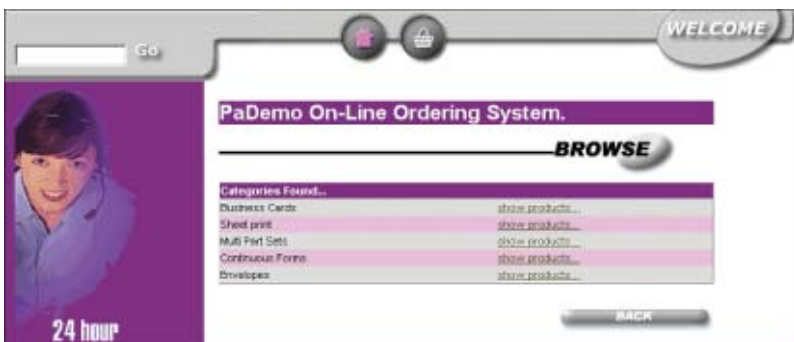 Go
WELCOME
PaDemo On-Line Ordering System.
BROWSE
Categories Found...
Business Cards show products...
Sheet print show products...
Multi Part Sets show products...
Continuous Forms show products...
Envelopes show products...
24 hour
BACK